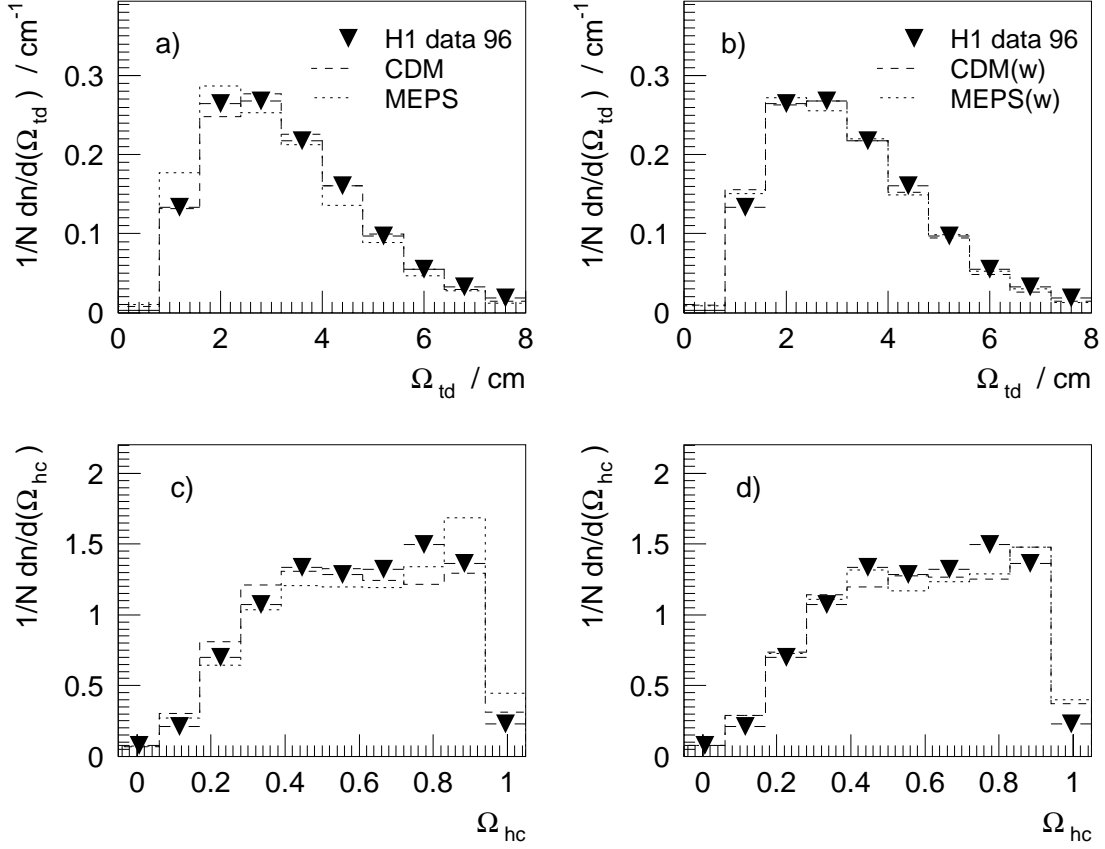 1/N dn/d(Ω_td) / cm^-1
a)
H1 data 96
CDM
MEPS
0.3
0.2
0.1
0
0 2 4 6 8
Ω_td / cm
1/N dn/d(Ω_td) / cm^-1
b)
H1 data 96
CDM(w)
MEPS(w)
0.3
0.2
0.1
0
0 2 4 6 8
Ω_td / cm
1/N dn/d(Ω_hc)
c)
2
1.5
1
0.5
0
0 0.2 0.4 0.6 0.8 1
Ω_hc
1/N dn/d(Ω_hc)
d)
2
1.5
1
0.5
0
0 0.2 0.4 0.6 0.8 1
Ω_hc